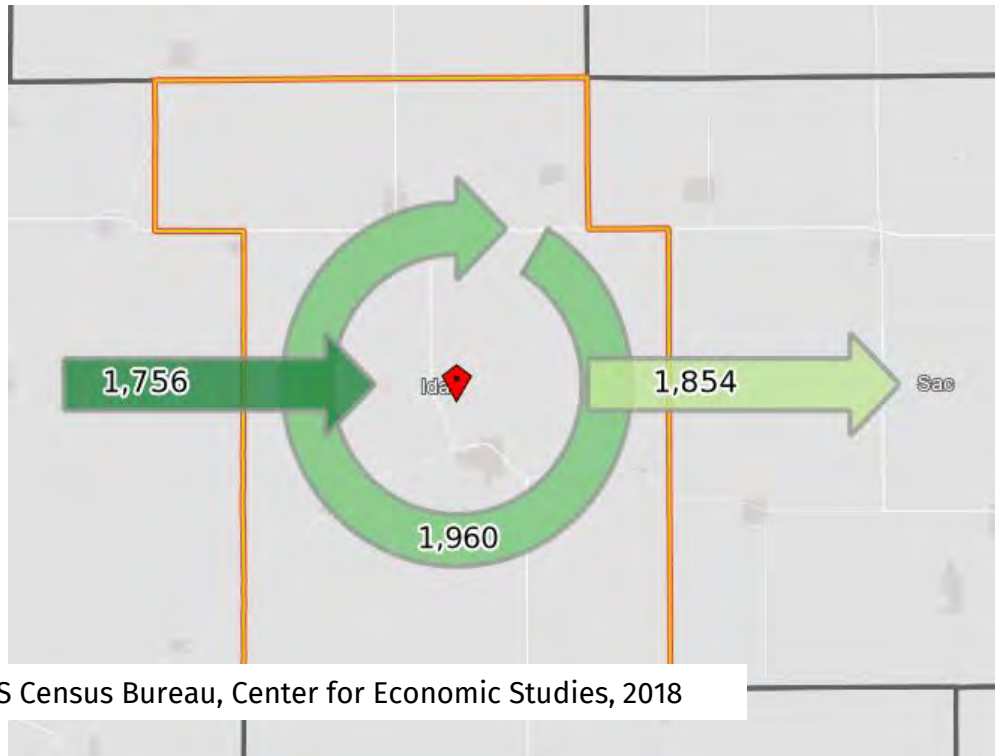 1,756
Ida
1,854
Sac
1,960
S Census Bureau, Center for Economic Studies, 2018